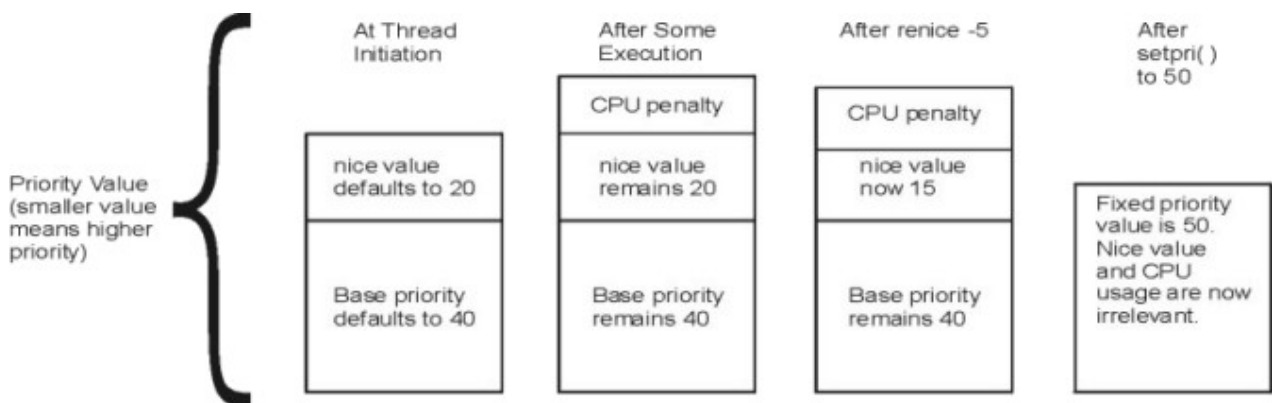 Priority Value
(smaller value
means higher
priority)
At Thread
Initiation
nice value
defaults to 20
Base priority
defaults to 40
After Some
Execution
CPU penalty
nice value
remains 20
Base priority
remains 40
After renice -5
CPU penalty
nice value
now 15
Base priority
remains 40
After
setpri( )
to 50
Fixed priority
value is 50.
Nice value
and CPU
usage are now
irrelevant.